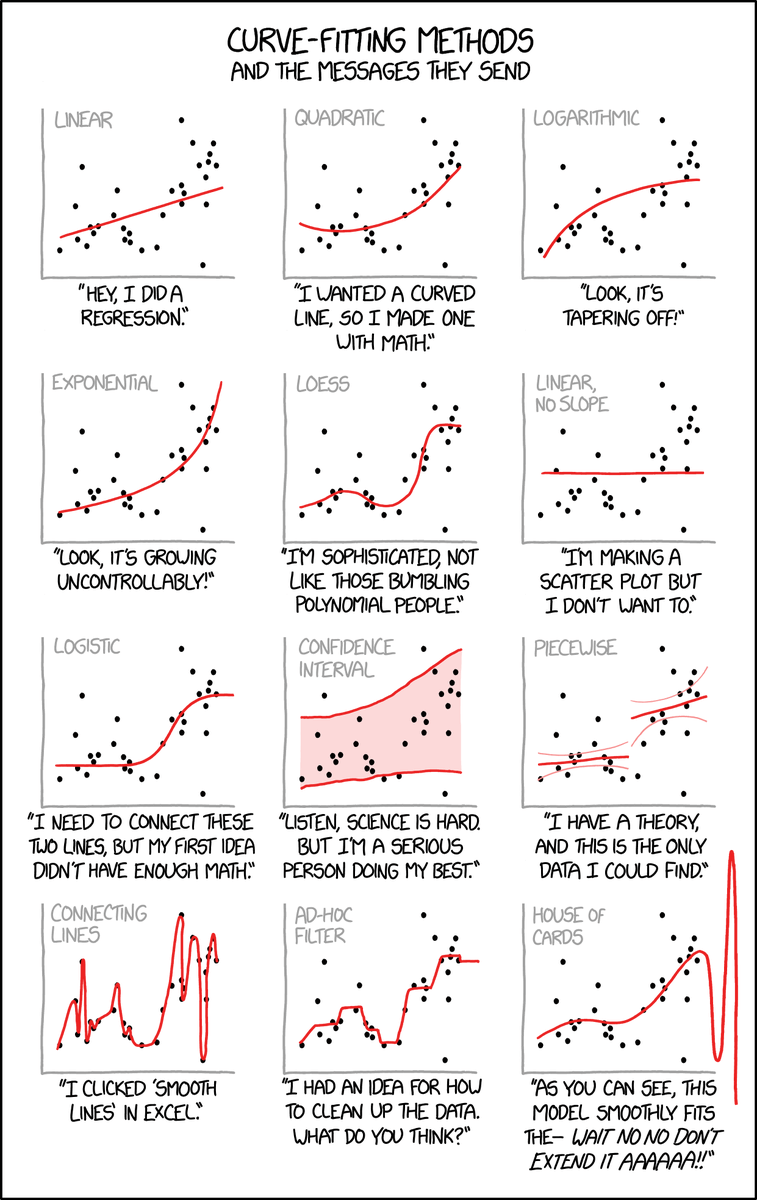 CURVE-FITTING METHODS
AND THE MESSAGES THEY SEND
LINEAR
"HEY, I DID A
REGRESSION."
QUADRATIC
"I WANTED A CURVED
LINE, SO I MADE ONE
WITH MATH."
LOGARITHMIC
"LOOK, IT'S
TAPERING OFF!"
EXPONENTIAL
"LOOK, IT'S GROWING
UNCONTROLLABLY!"
LOESS
"I'M SOPHISTICATED, NOT
LIKE THOSE BUMBLING
POLYNOMIAL PEOPLE."
LINEAR,
NO SLOPE
"I'M MAKING A
SCATTER PLOT BUT
I DON'T WANT TO."
LOGISTIC
"I NEED TO CONNECT THESE
TWO LINES, BUT MY FIRST IDEA
DIDN'T HAVE ENOUGH MATH."
CONFIDENCE
INTERVAL
"LISTEN, SCIENCE IS HARD.
BUT I'M A SERIOUS
PERSON DOING MY BEST."
PIECEWISE
"I HAVE A THEORY,
AND THIS IS THE ONLY
DATA I COULD FIND."
CONNECTING
LINES
"I CLICKED 'SMOOTH
LINES' IN EXCEL."
AD-HOC
FILTER
"I HAD AN IDEA FOR HOW
TO CLEAN UP THE DATA.
WHAT DO YOU THINK?"
HOUSE OF
CARDS
"AS YOU CAN SEE, THIS
MODEL SMOOTHLY FITS
THE— WAIT NO NO DON'T
EXTEND IT AAAAAA!!"